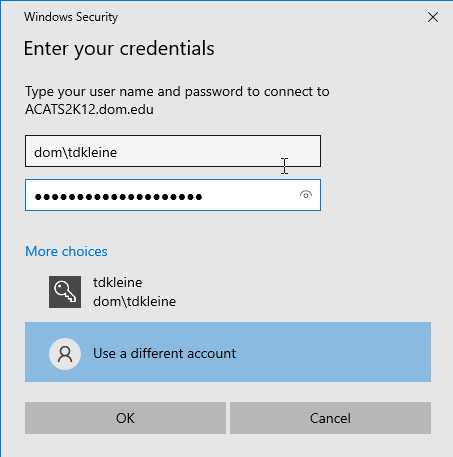 Windows Security
Enter your credentials
Type your user name and password to connect to
ACATS2K12.dom.edu
dom\tdkleine
●●●●●●●●●●●●●●●●●●●●
More choices
tdkleine
dom\tdkleine
Use a different account
OK
Cancel